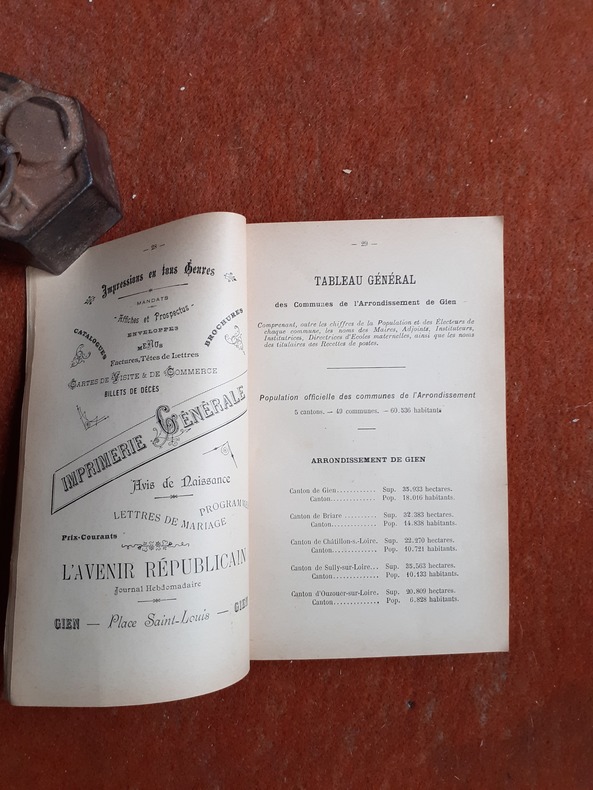 — 28 —
Impressions en tous Genres
MANDATS
Affiches et Prospectus
ENVELOPPES
CATALOGUES
MENUS
BROCHURES
Factures, Têtes de Lettres
CARTES DE VISITE & DE COMMERCE
BILLETS DE DÉCÈS
IMPRIMERIE GÉNÉRALE
Avis de Naissance
PROGRAMMES
LETTRES DE MARIAGE
Prix-Courants
L'AVENIR RÉPUBLICAIN
Journal Hebdomadaire
GIEN — Place Saint-Louis — GIEN
— 29 —
TABLEAU GÉNÉRAL
des Communes de l'Arrondissement de Gien
Comprenant, outre les chiffres de la Population et des Électeurs de
chaque commune, les noms des Maires, Adjoints, Instituteurs,
Institutrices, Directrices d'Ecoles maternelles, ainsi que les noms
des titulaires des Recettes de postes.
Population officielle des communes de l'Arrondissement
5 cantons. — 49 communes. — 60.536 habitants
ARRONDISSEMENT DE GIEN
Canton de Gien............ Sup. 35.033 hectares.
Canton............ Pop. 18.016 habitants.
Canton de Briare ......... Sup. 52.383 hectares.
Canton............ Pop. 14.838 habitants.
Canton de Châtillon-s.-Loire. Sup. 22.270 hectares.
Canton............. Pop. 10.721 habitants.
Canton de Sully-sur-Loire... Sup. 35.563 hectares.
Canton............. Pop. 10.133 habitants.
Canton d'Ouzouer-sur-Loire. Sup. 20.809 hectares.
Canton............. Pop. 6.828 habitants.